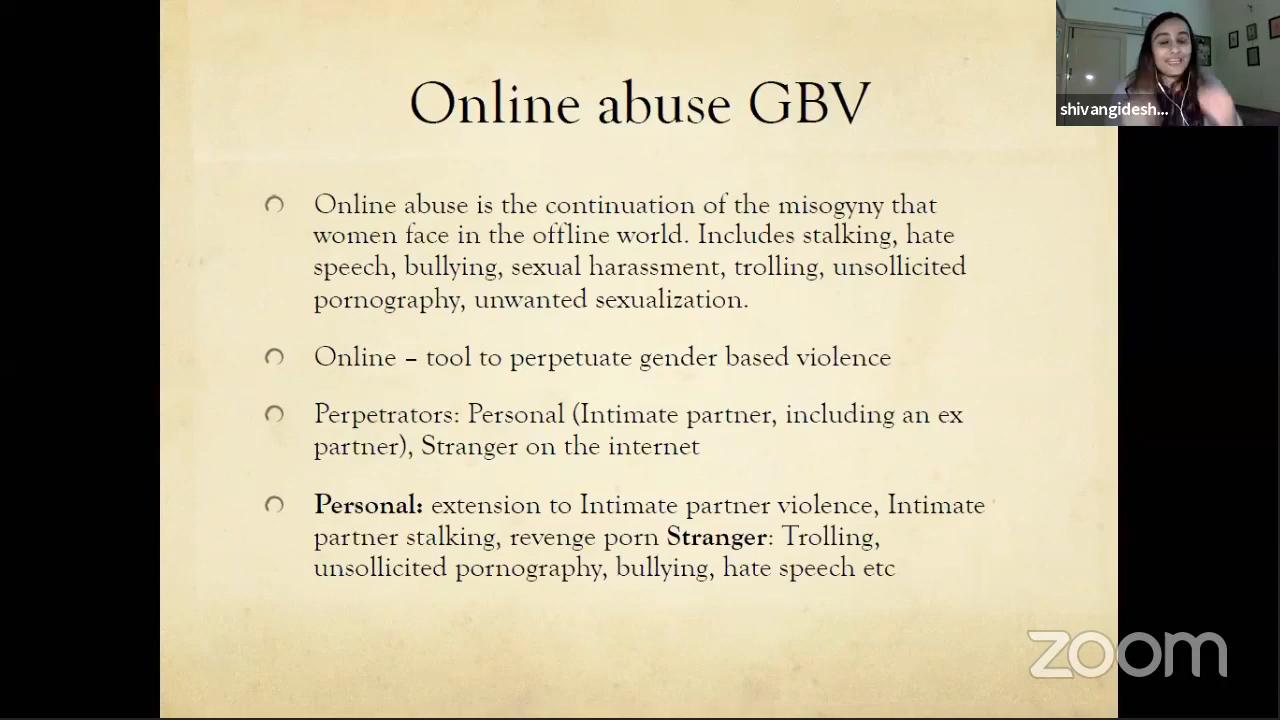 Online abuse GBV
shivangidesh...
Online abuse is the continuation of the misogyny that
women face in the offline world. Includes stalking, hate
speech, bullying, sexual harassment, trolling, unsollicited
pornography, unwanted sexualization.
Online – tool to perpetuate gender based violence
Perpetrators: Personal (Intimate partner, including an ex
partner), Stranger on the internet
Personal: extension to Intimate partner violence, Intimate
partner stalking, revenge porn Stranger: Trolling,
unsollicited pornography, bullying, hate speech etc
zoom